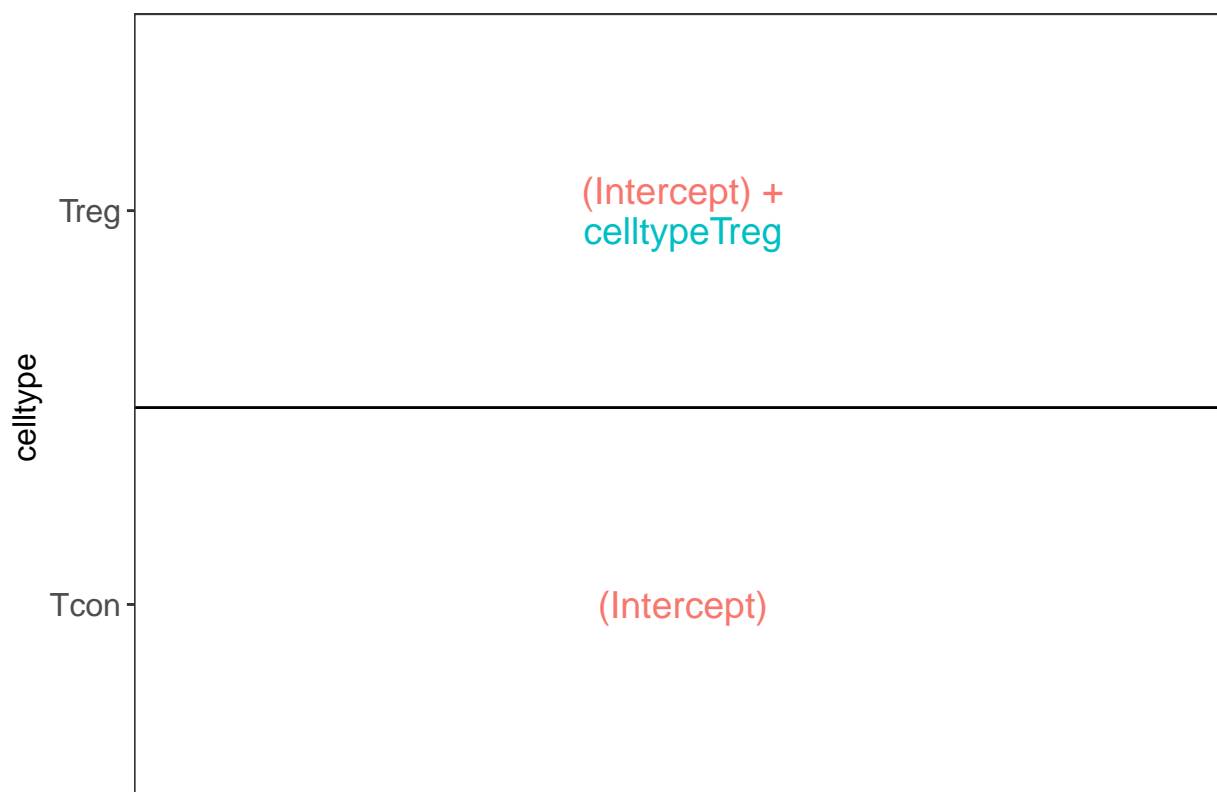 Treg
(Intercept) +
celltypeTreg
celltype
Tcon
(Intercept)